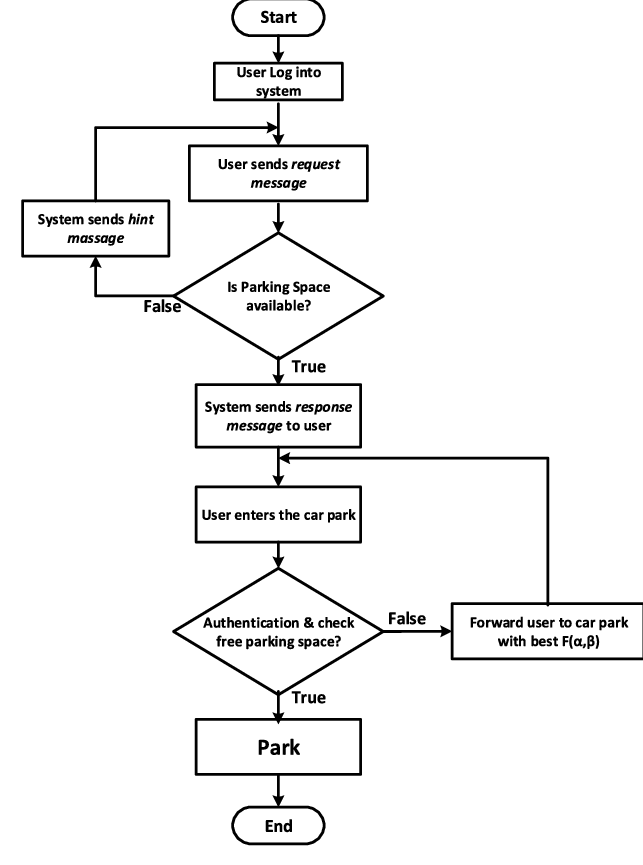 Start
User Log into
system
User sends request
message
System sends hint
massage
Is Parking Space
available?
False
True
System sends response
message to user
User enters the car park
Authentication & check
free parking space?
False
Forward user to car park
with best F(α,β)
True
Park
End